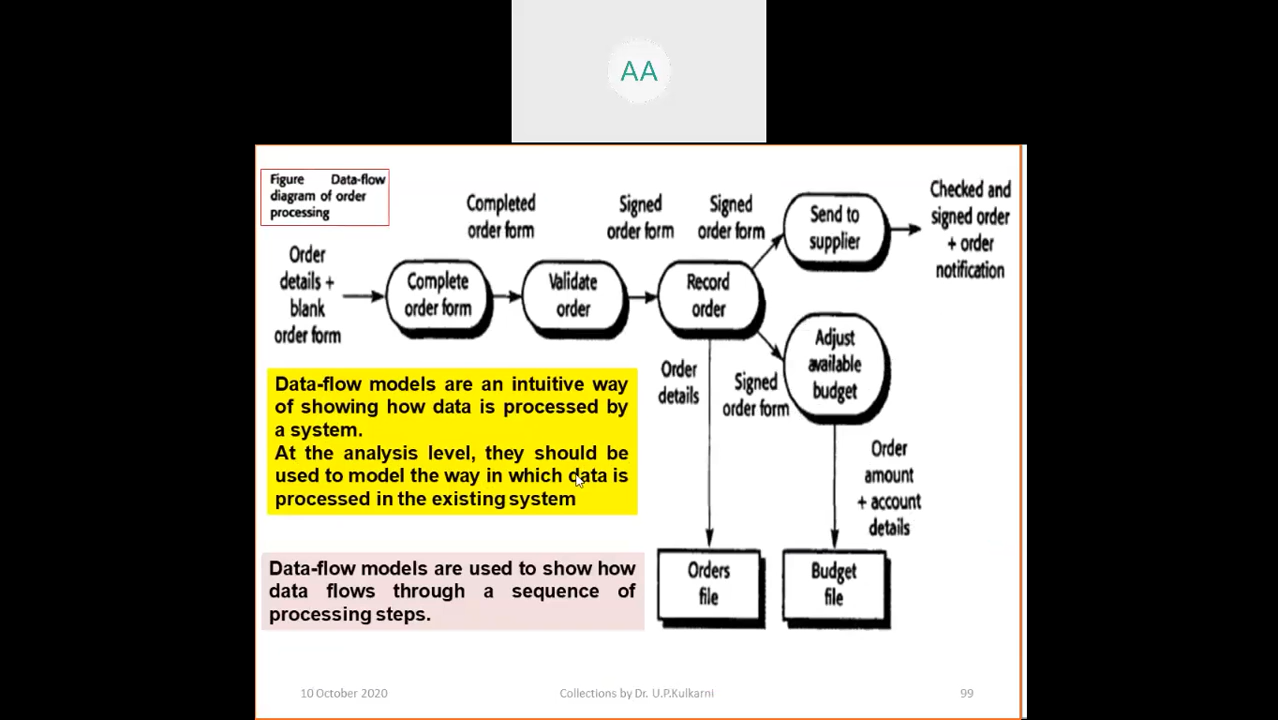 AA
Figure Data-flow
diagram of order
processing
Order
details +
blank
order form
Complete
order form
Completed
order form
Validate
order
Signed
order form
Record
order
Signed
order form
Send to
supplier
Checked and
signed order
+ order
notification
Order
details
Signed
order form
Adjust
available
budget
Order
amount
+ account
details
Orders
file
Budget
file
Data-flow models are an intuitive way
of showing how data is processed by
a system.
At the analysis level, they should be
used to model the way in which data is
processed in the existing system
Data-flow models are used to show how
data flows through a sequence of
processing steps.
10 October 2020
Collections by Dr. U.P.Kulkarni
99